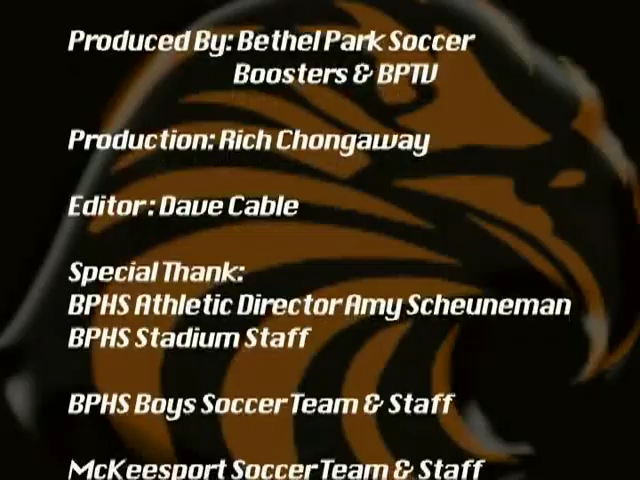 Produced By: Bethel Park Soccer
Boosters & BPTV
Production: Rich Chongaway
Editor: Dave Cable
Special Thank:
BPHS Athletic Director Amy Scheuneman
BPHS Stadium Staff
BPHS Boys Soccer Team & Staff
McKeesport Soccer Team & Staff